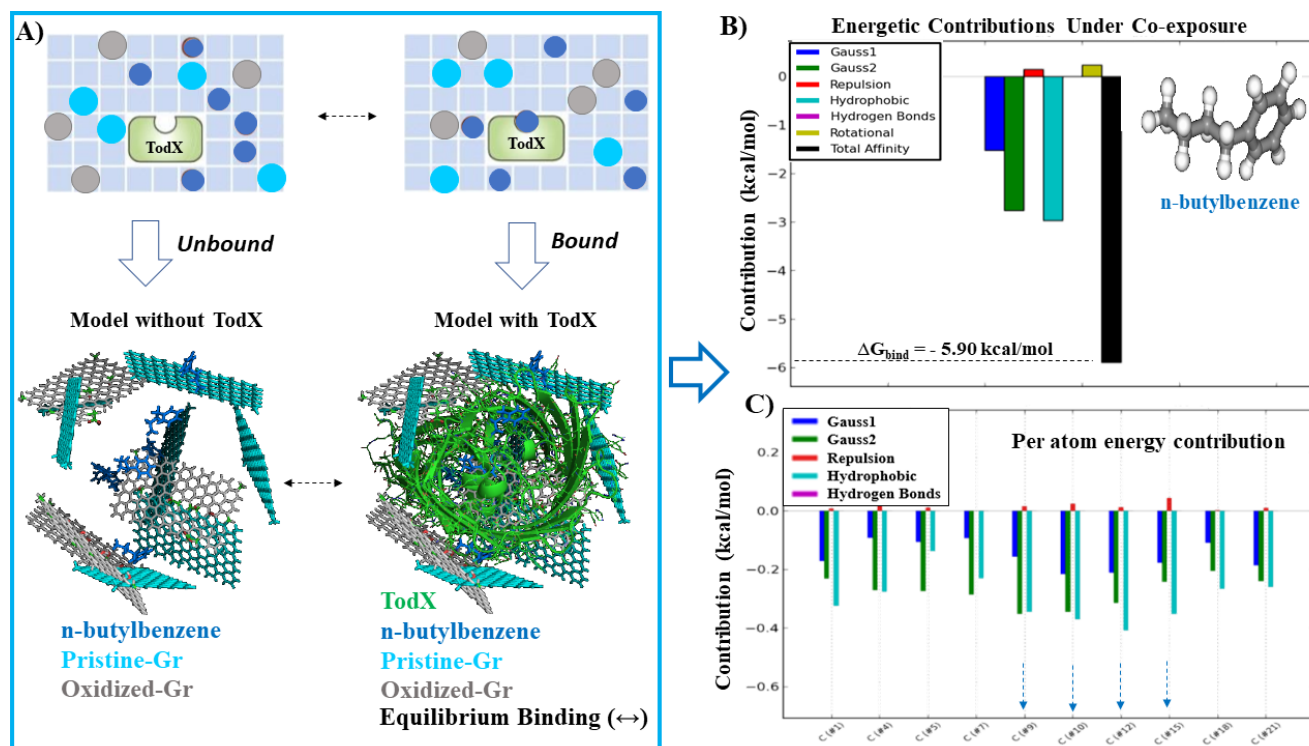 A)
TodX
TodX
Unbound
Bound
Model without TodX
Model with TodX
n-butylbenzene
Pristine-Gr
Oxidized-Gr
TodX
n-butylbenzene
Pristine-Gr
Oxidized-Gr
Equilibrium Binding (↔)
B)
Energetic Contributions Under Co-exposure
Gauss1
Gauss2
Repulsion
Hydrophobic
Hydrogen Bonds
Rotational
Total Affinity
n-butylbenzene
Contribution (kcal/mol)
0
−1
−2
−3
−4
−5
−6
ΔGbind = - 5.90 kcal/mol
C)
Gauss1
Gauss2
Repulsion
Hydrophobic
Hydrogen Bonds
Per atom energy contribution
Contribution (kcal/mol)
0.2
0.0
−0.2
−0.4
−0.6
C (#1)
C (#4)
C (#5)
C (#7)
C (#9)
C (#10)
C (#12)
C (#15)
C (#18)
C (#21)